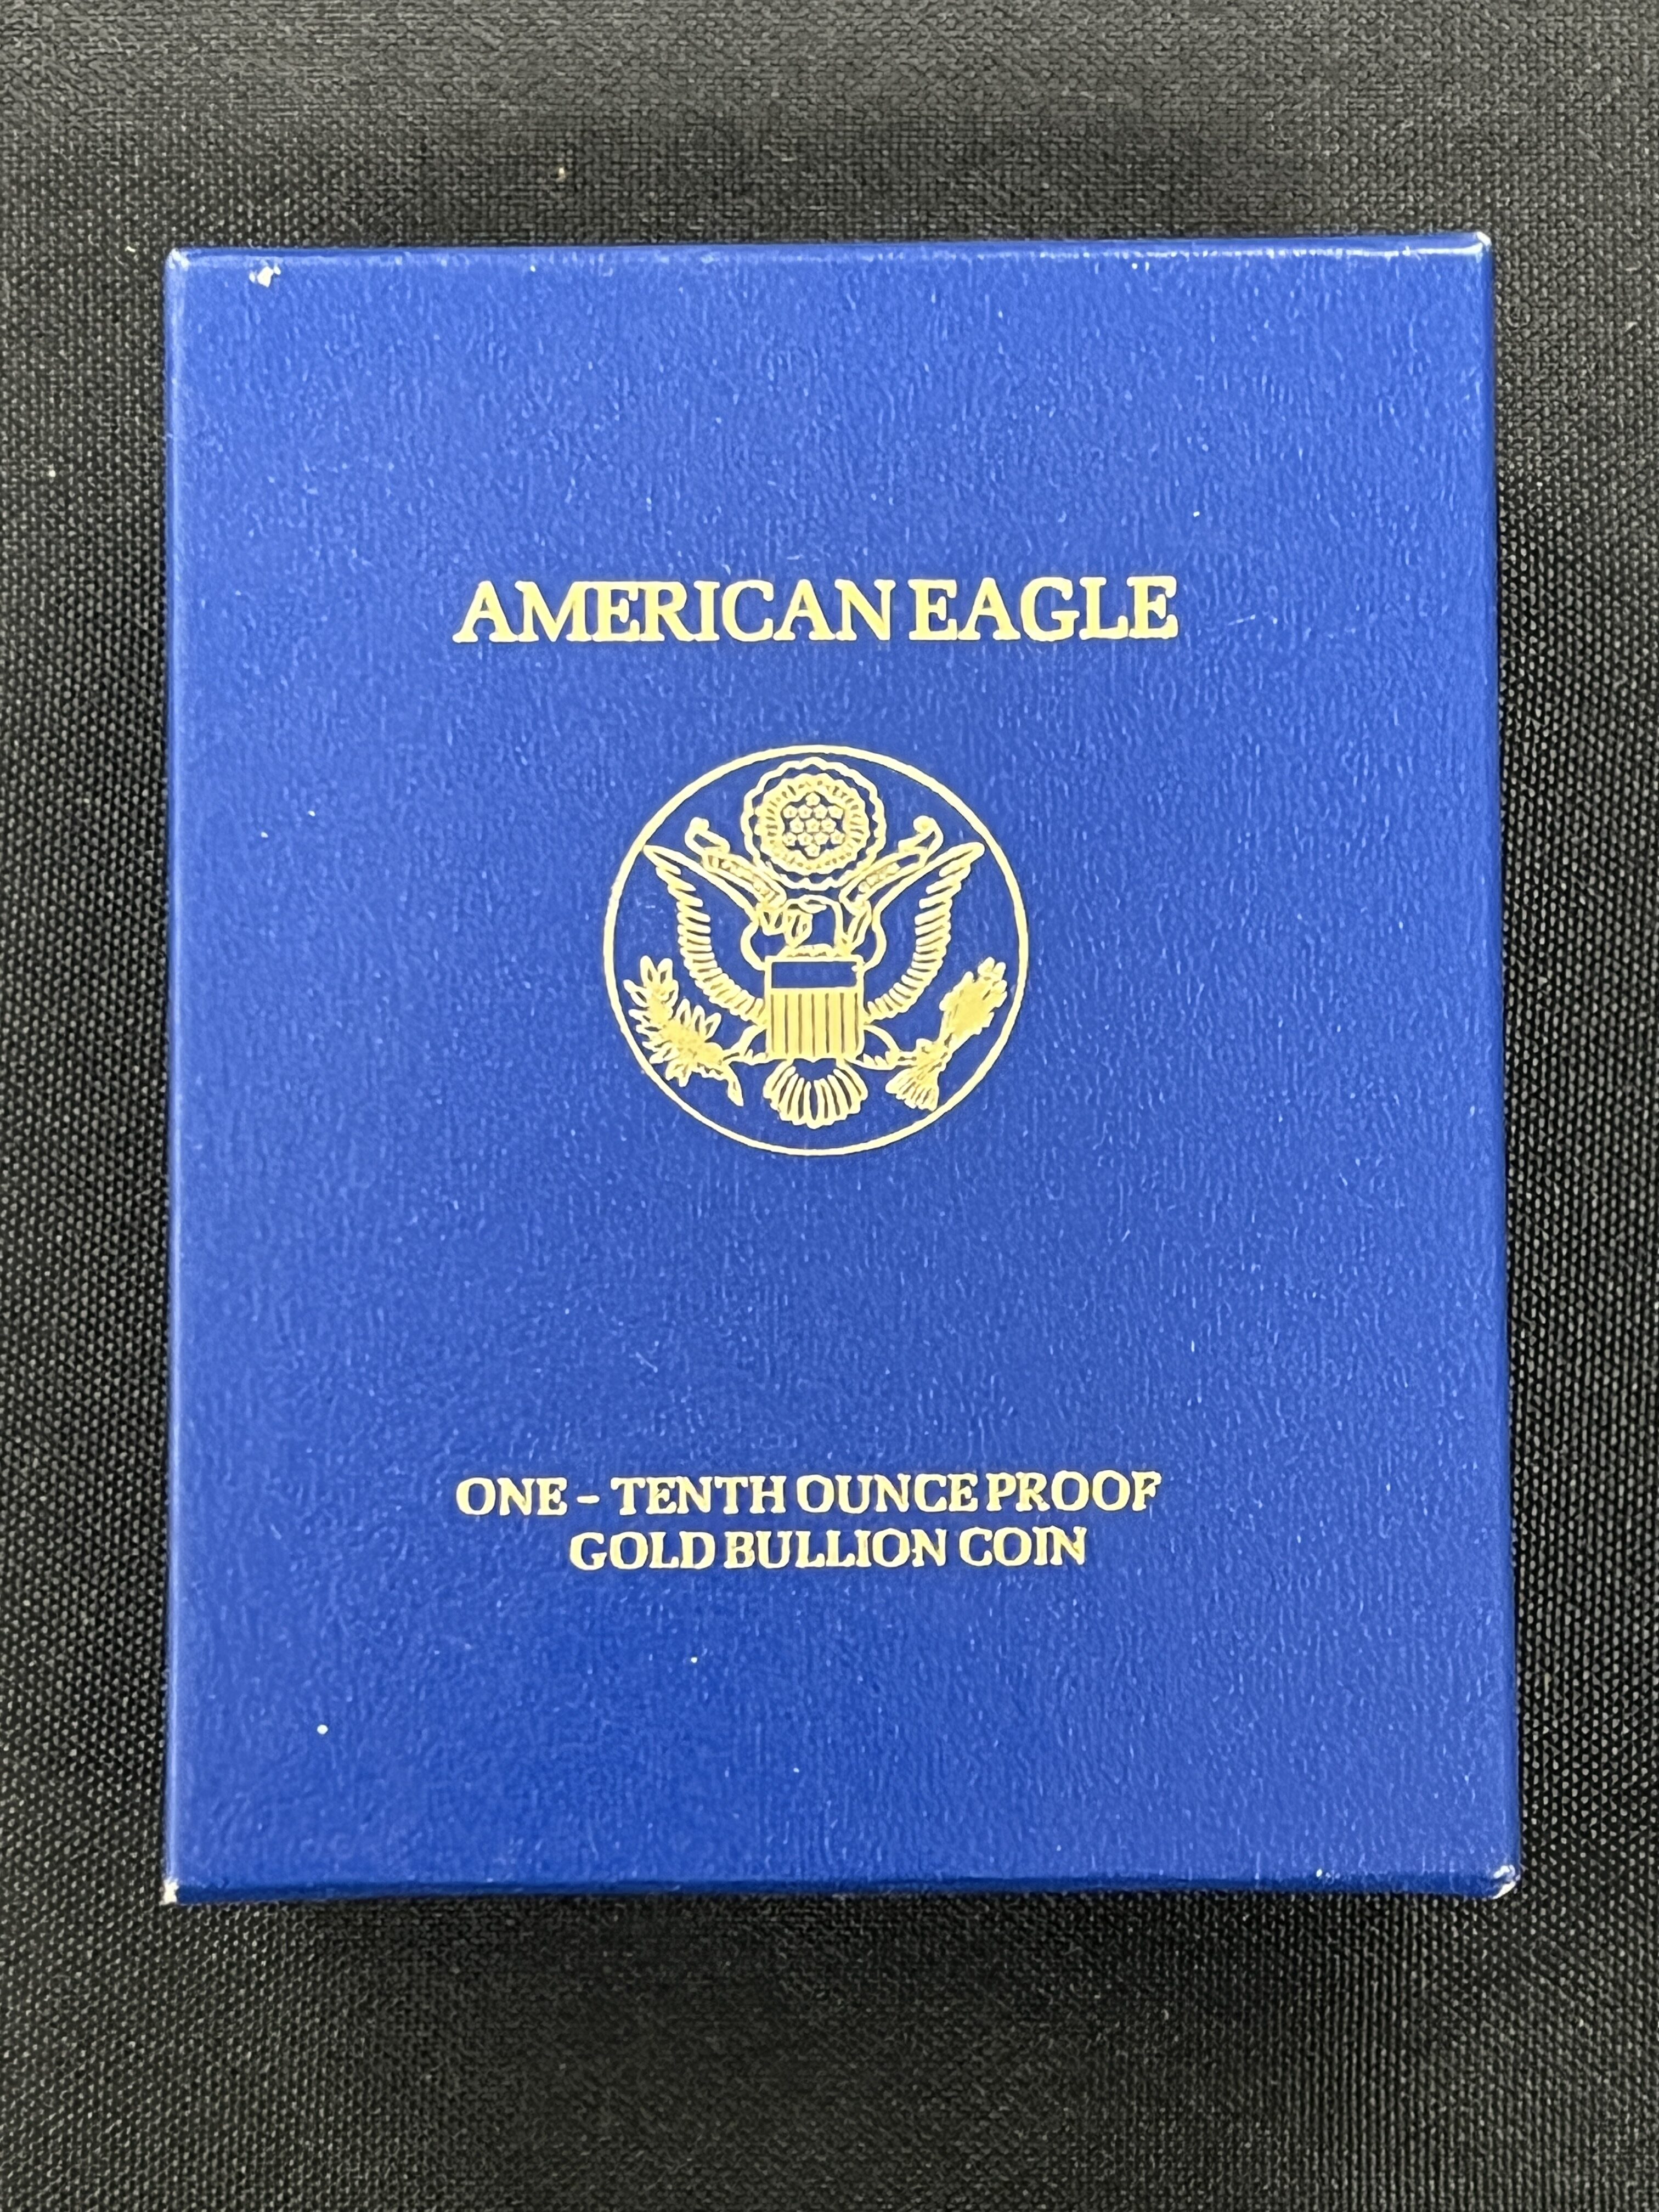 AMERICAN EAGLE
ONE - TENTH OUNCE PROOF
GOLD BULLION COIN